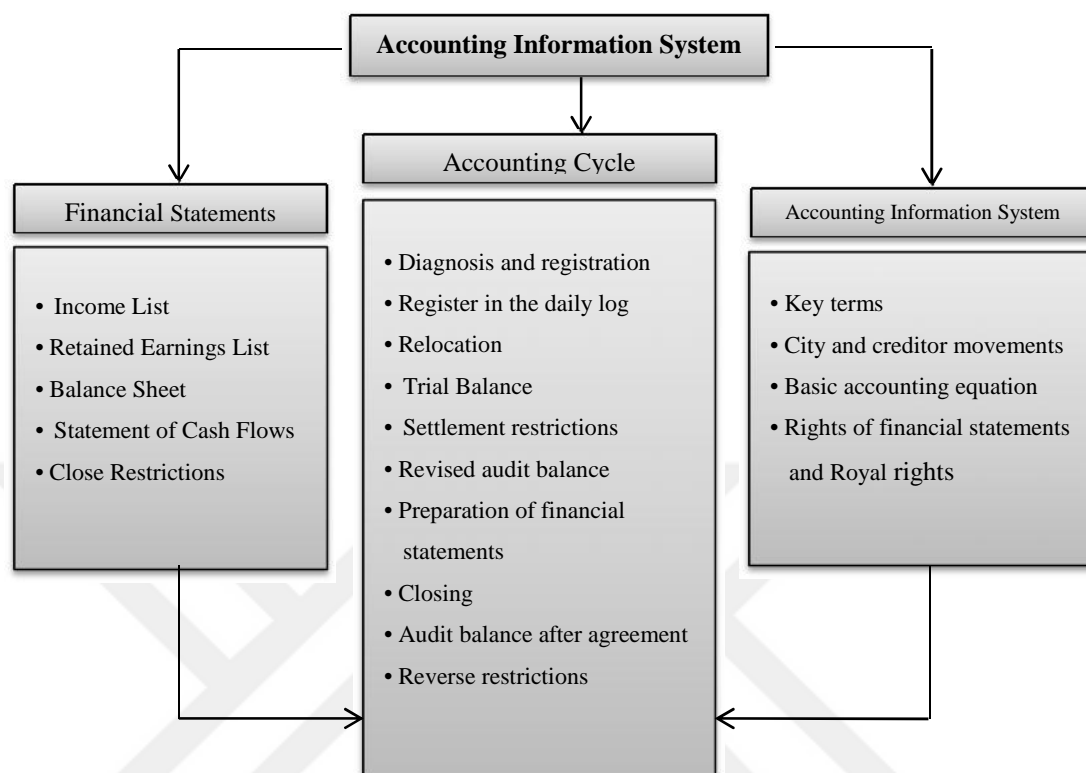 Accounting Information System
Financial Statements
• Income List
• Retained Earnings List
• Balance Sheet
• Statement of Cash Flows
• Close Restrictions
Accounting Cycle
• Diagnosis and registration
• Register in the daily log
• Relocation
• Trial Balance
• Settlement restrictions
• Revised audit balance
• Preparation of financial
statements
• Closing
• Audit balance after agreement
• Reverse restrictions
Accounting Information System
• Key terms
• City and creditor movements
• Basic accounting equation
• Rights of financial statements
and Royal rights